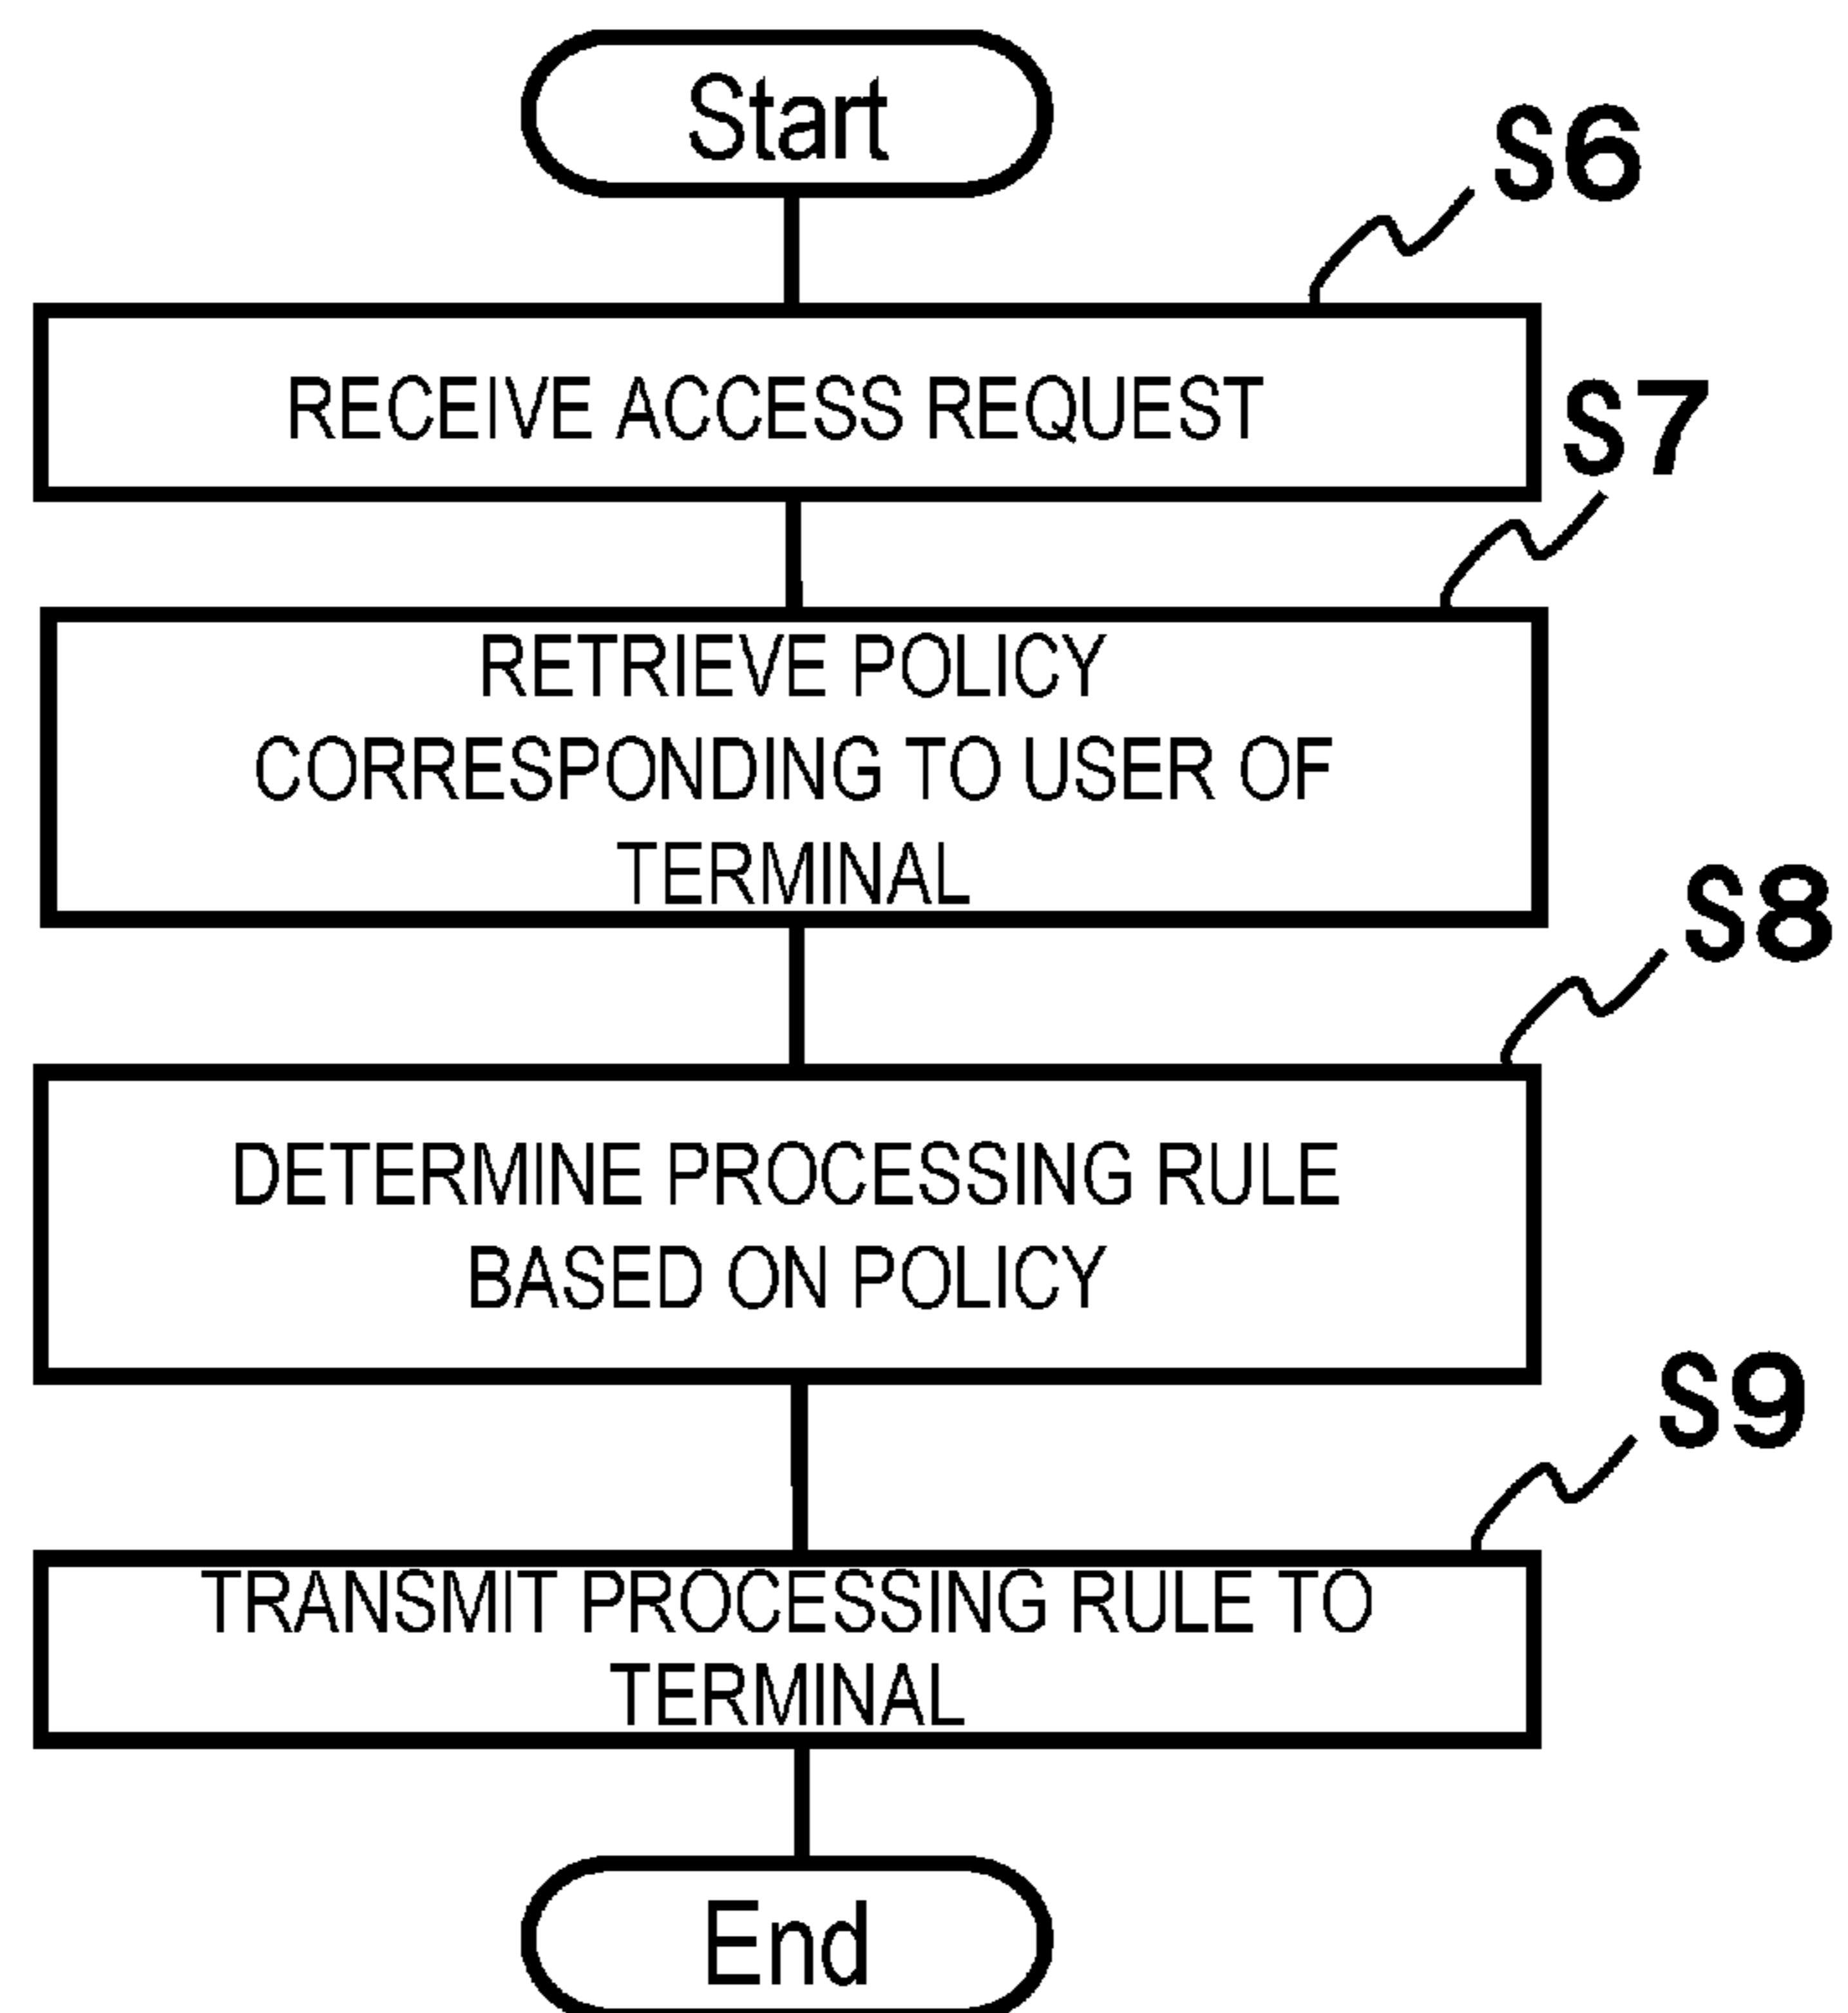 Start
S6
RECEIVE ACCESS REQUEST
S7
RETRIEVE POLICY
CORRESPONDING TO USER OF
TERMINAL
S8
DETERMINE PROCESSING RULE
BASED ON POLICY
S9
TRANSMIT PROCESSING RULE TO
TERMINAL
End